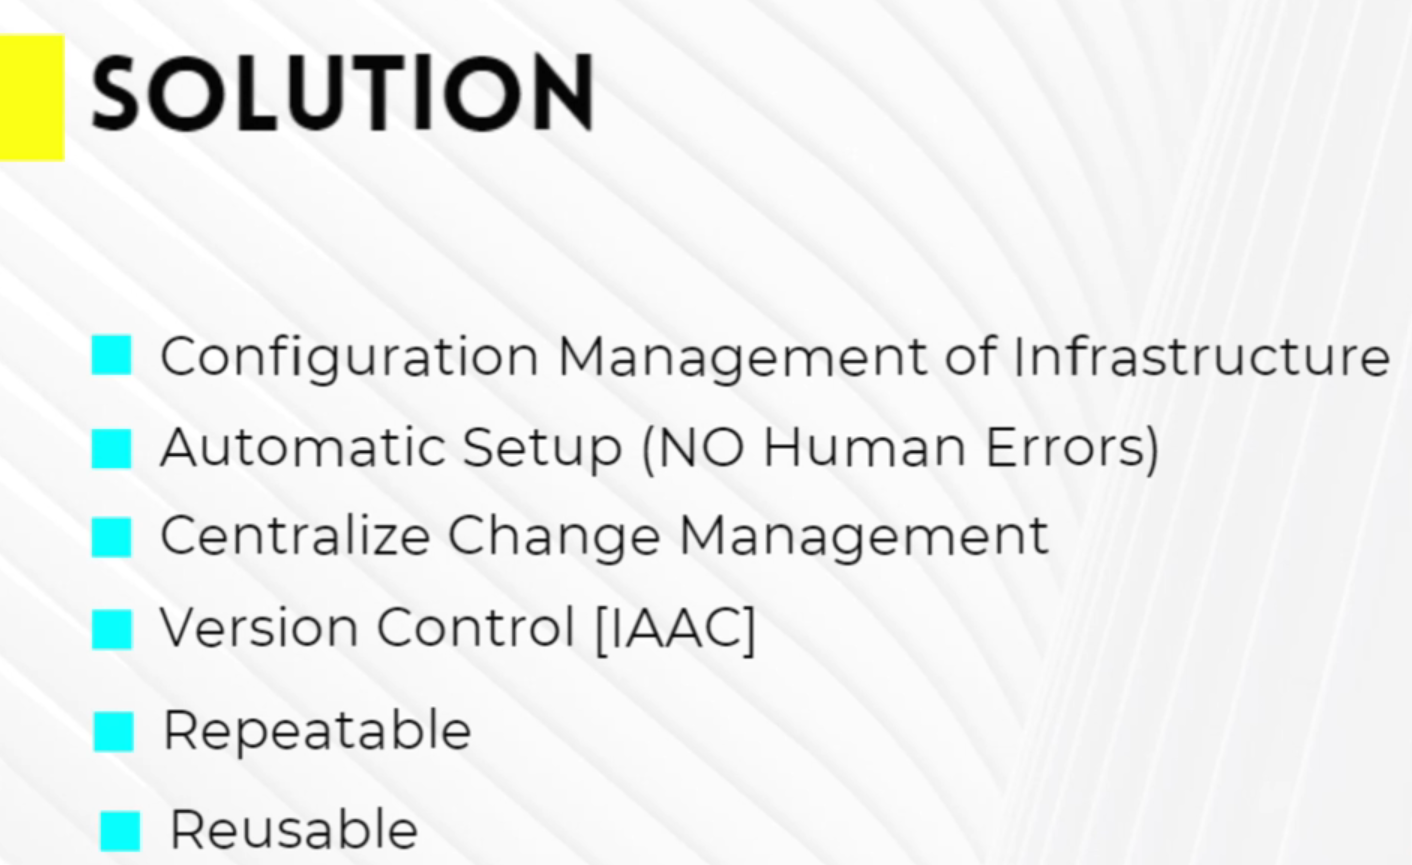 SOLUTION
Configuration Management of Infrastructure
Automatic Setup (NO Human Errors)
Centralize Change Management
Version Control [IAAC]
Repeatable
Reusable